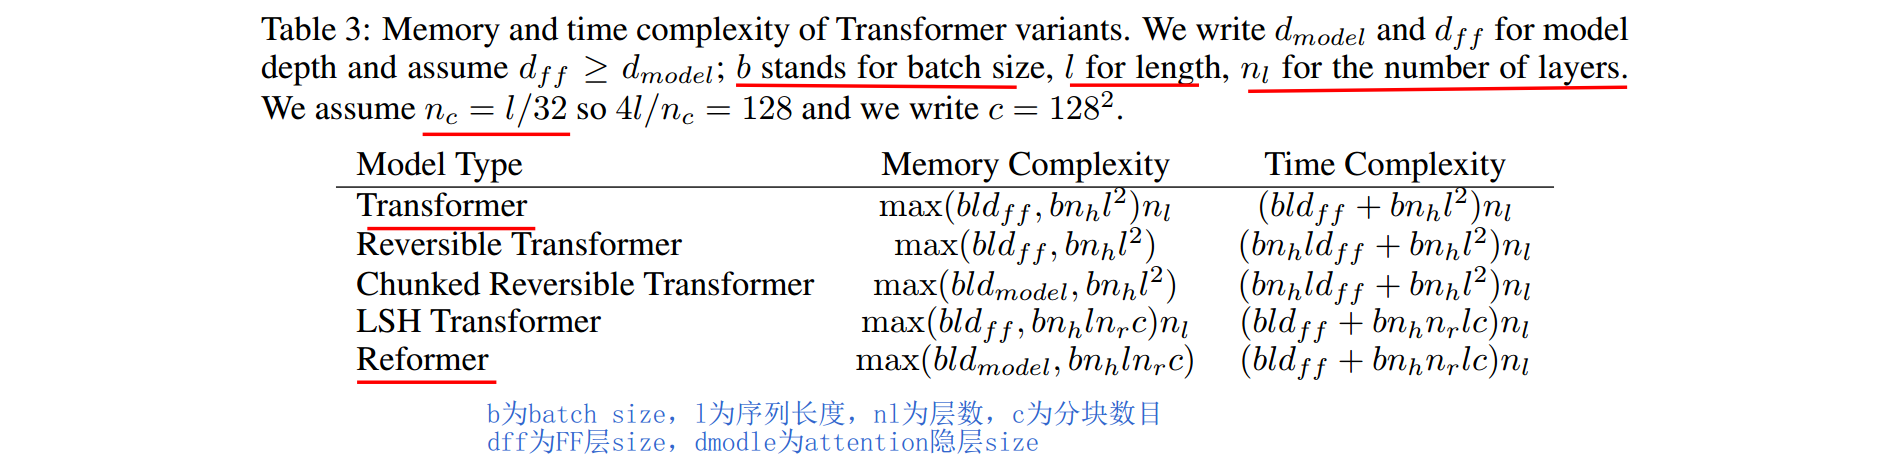 Table 3: Memory and time complexity of Transformer variants. We write $d_{model}$ and $d_{ff}$ for model
depth and assume $d_{ff} \geq d_{model}$; $b$ stands for batch size, $l$ for length, $n_l$ for the number of layers.
We assume $n_c = l/32$ so $4l/n_c = 128$ and we write $c = 128^2$.
Model Type Memory Complexity Time Complexity
Transformer $\max(bld_{ff}, bn_hl^2)n_l$ $(bld_{ff} + bn_hl^2)n_l$
Reversible Transformer $\max(bld_{ff}, bn_hl^2)$ $(bn_hld_{ff} + bn_hl^2)n_l$
Chunked Reversible Transformer $\max(bld_{model}, bn_hl^2)$ $(bn_hld_{ff} + bn_hl^2)n_l$
LSH Transformer $\max(bld_{ff}, bn_hln_rc)n_l$ $(bld_{ff} + bn_hn_rlc)n_l$
Reformer $\max(bld_{model}, bn_hln_rc)$ $(bld_{ff} + bn_hn_rlc)n_l$
b为batch size，l为序列长度，nl为层数，c为分块数目
dff为FF层size，dmodle为attention隐层size